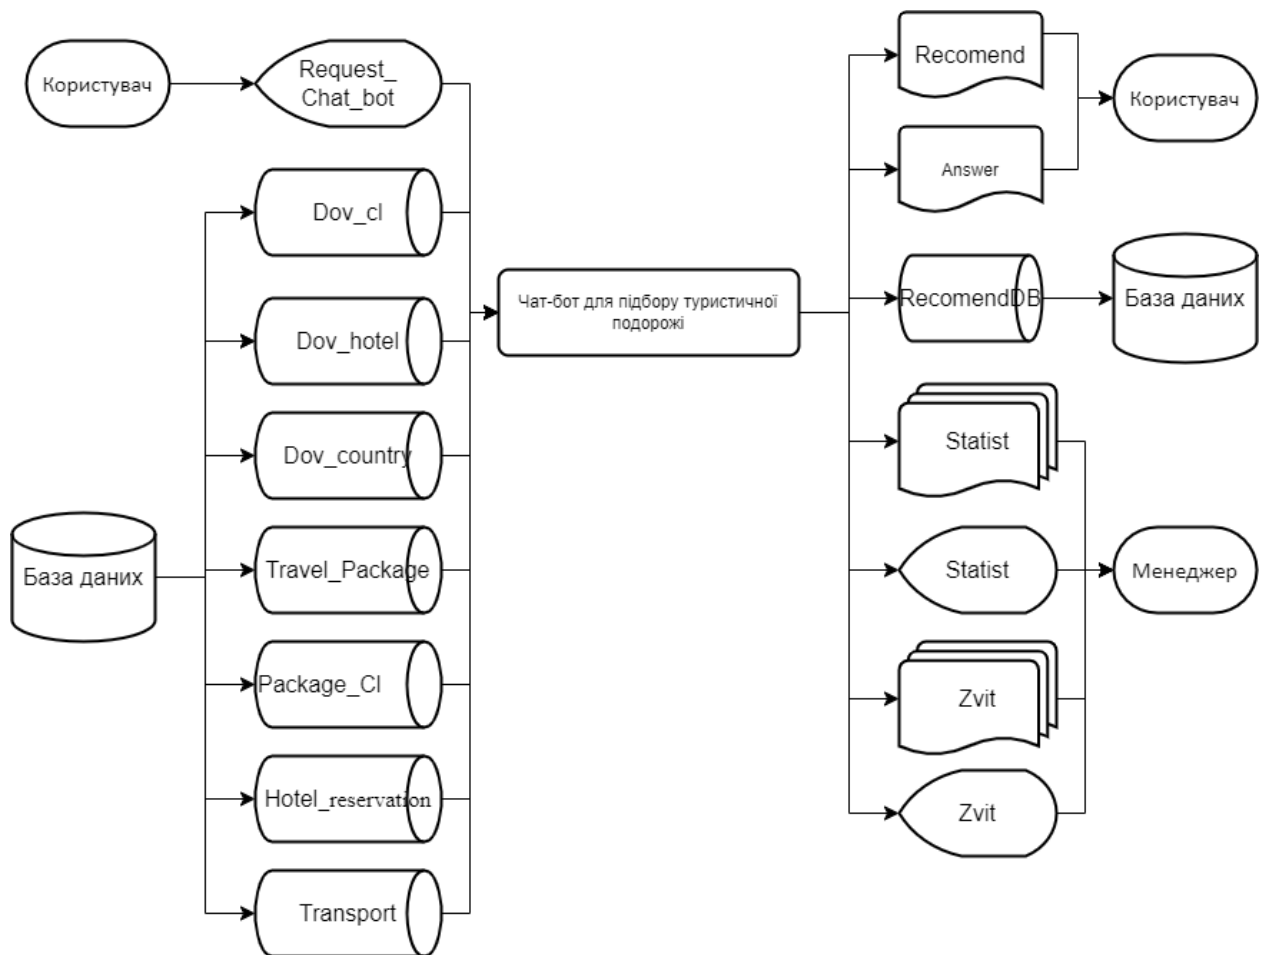 Користувач
Request_
Chat_bot
Dov_cl
Dov_hotel
Dov_country
База даних
Travel_Package
Package_Cl
Hotel_reservation
Transport
Чат-бот для підбору туристичної
подорожі
Recomend
Answer
Користувач
RecomendDB
База даних
Statist
Statist
Менеджер
Zvit
Zvit